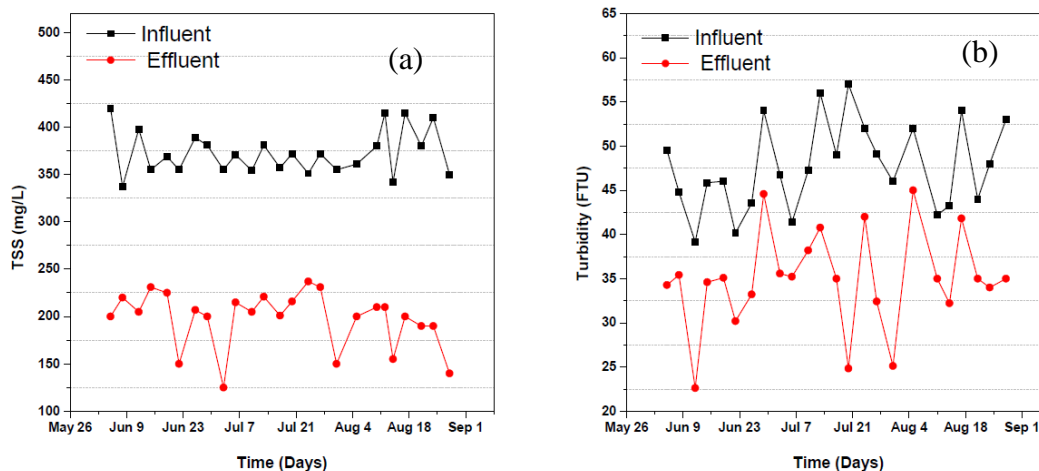 500
450
400
350
300
250
200
150
100
TSS (mg/L)
Influent
Effluent
(a)
May 26 Jun 9 Jun 23 Jul 7 Jul 21 Aug 4 Aug 18 Sep 1
Time (Days)
65
60
55
50
45
40
35
30
25
20
Turbidity (FTU)
Influent
Effluent
(b)
May 26 Jun 9 Jun 23 Jul 7 Jul 21 Aug 4 Aug 18 Sep 1
Time (Days)